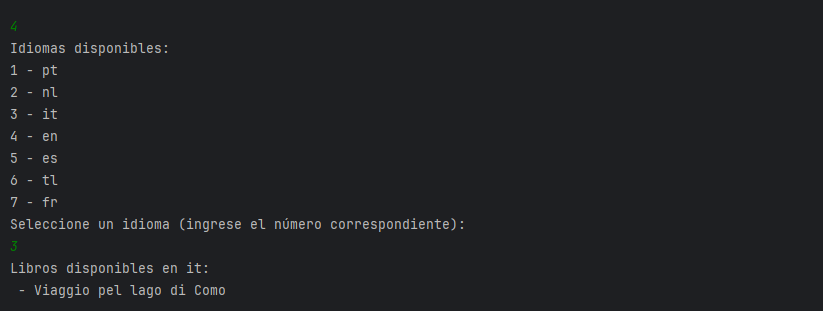 4
Idiomas disponibles:
1 - pt
2 - nl
3 - it
4 - en
5 - es
6 - tl
7 - fr
Seleccione un idioma (ingrese el número correspondiente):
3
Libros disponibles en it:
- Viaggio pel lago di Como